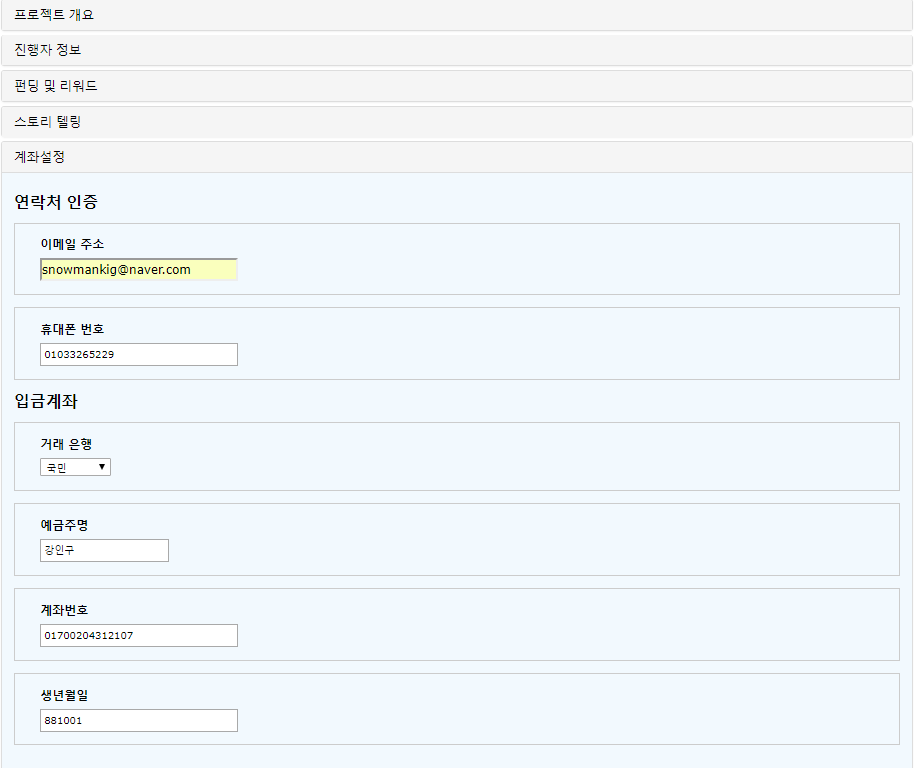 프로젝트 개요
진행자 정보
펀딩 및 리워드
스토리 텔링
계좌설정
연락처 인증
이메일 주소
snowmankig@naver.com
휴대폰 번호
01033265229
입금계좌
거래 은행
국민
예금주명
강인구
계좌번호
01700204312107
생년월일
881001